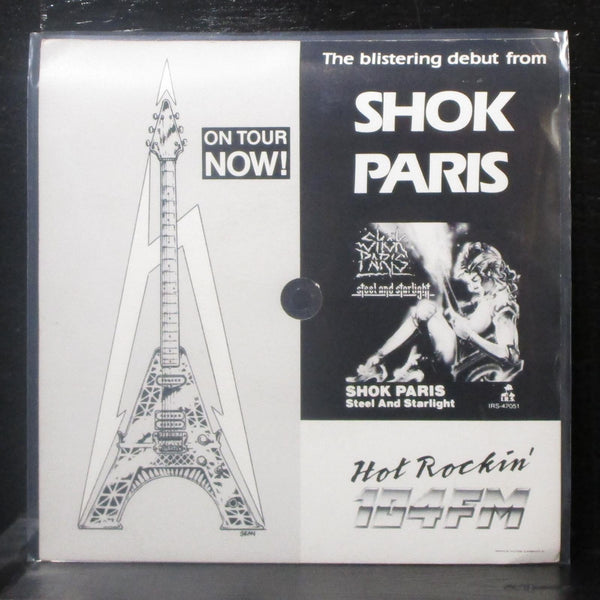 ON TOUR
NOW!
The blistering debut from
SHOK
PARIS
SHOK
PARIS
steel and starlight
SHOK PARIS
Steel And Starlight
I.R.S.
IRS-47051
Hot Rockin'
104FM